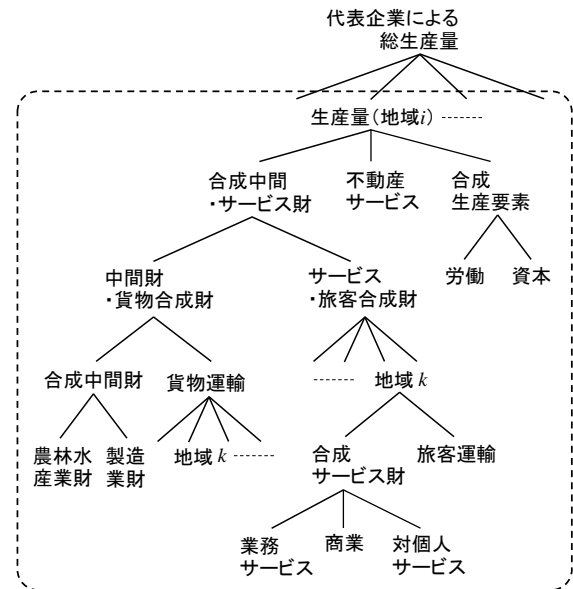 代表企業による
総生産量
生産量(地域i)
合成中間
・サービス財
不動産
サービス
合成
生産要素
労働
資本
中間財
・貨物合成財
サービス
・旅客合成財
合成中間財
貨物運輸
地域k
農林水
産業財
製造
業財
地域k
合成
サービス財
旅客運輸
業務
サービス
商業
対個人
サービス